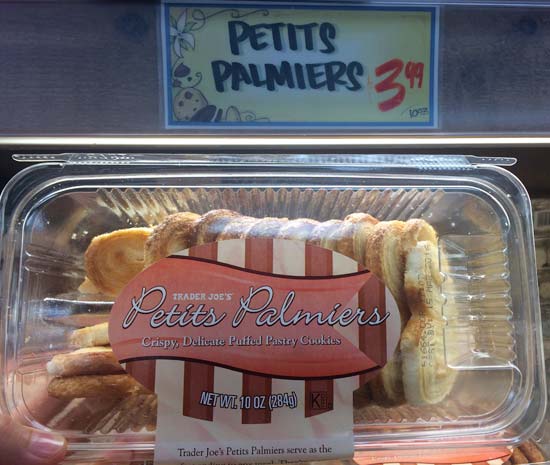 PETITS
PALMIERS 3.99
10oz
TRADER JOE'S
Petits Palmiers
Crispy, Delicate Puffed Pastry Cookies
NET WT. 10 OZ (284g) K
Trader Joe's Petits Palmiers serve as the